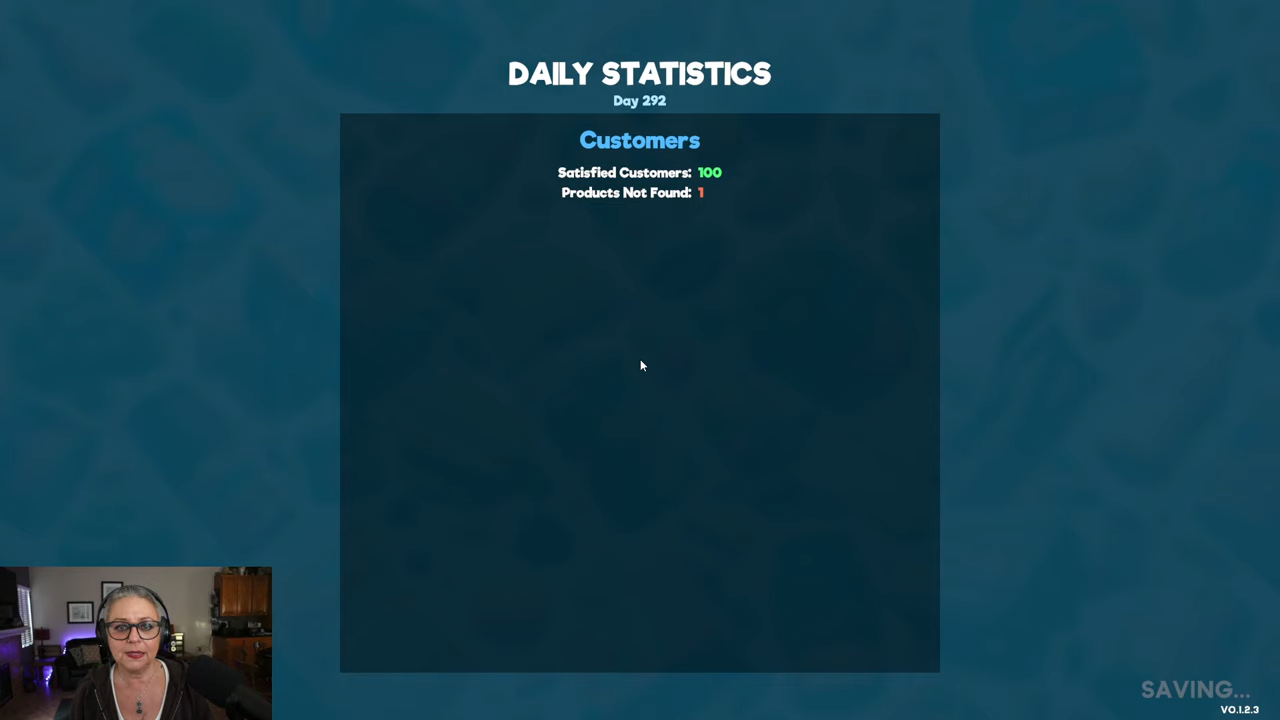 DAILY STATISTICS
Day 292
Customers
Satisfied Customers: 100
Products Not Found: 1
SAVING...
V0.1.2.3